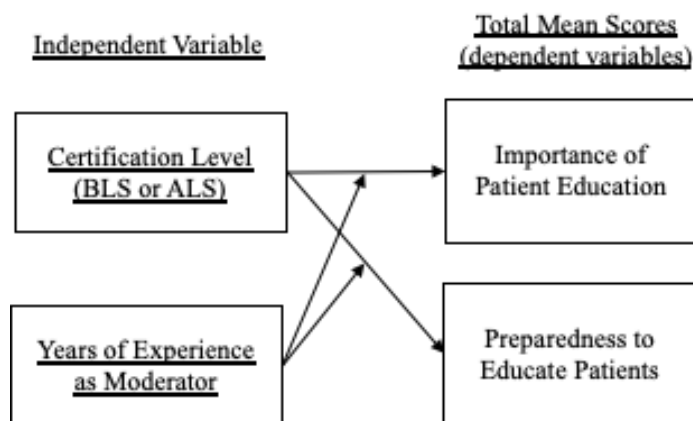 Independent Variable
Total Mean Scores
(dependent variables)
Certification Level
(BLS or ALS)
Importance of
Patient Education
Years of Experience
as Moderator
Preparedness to
Educate Patients